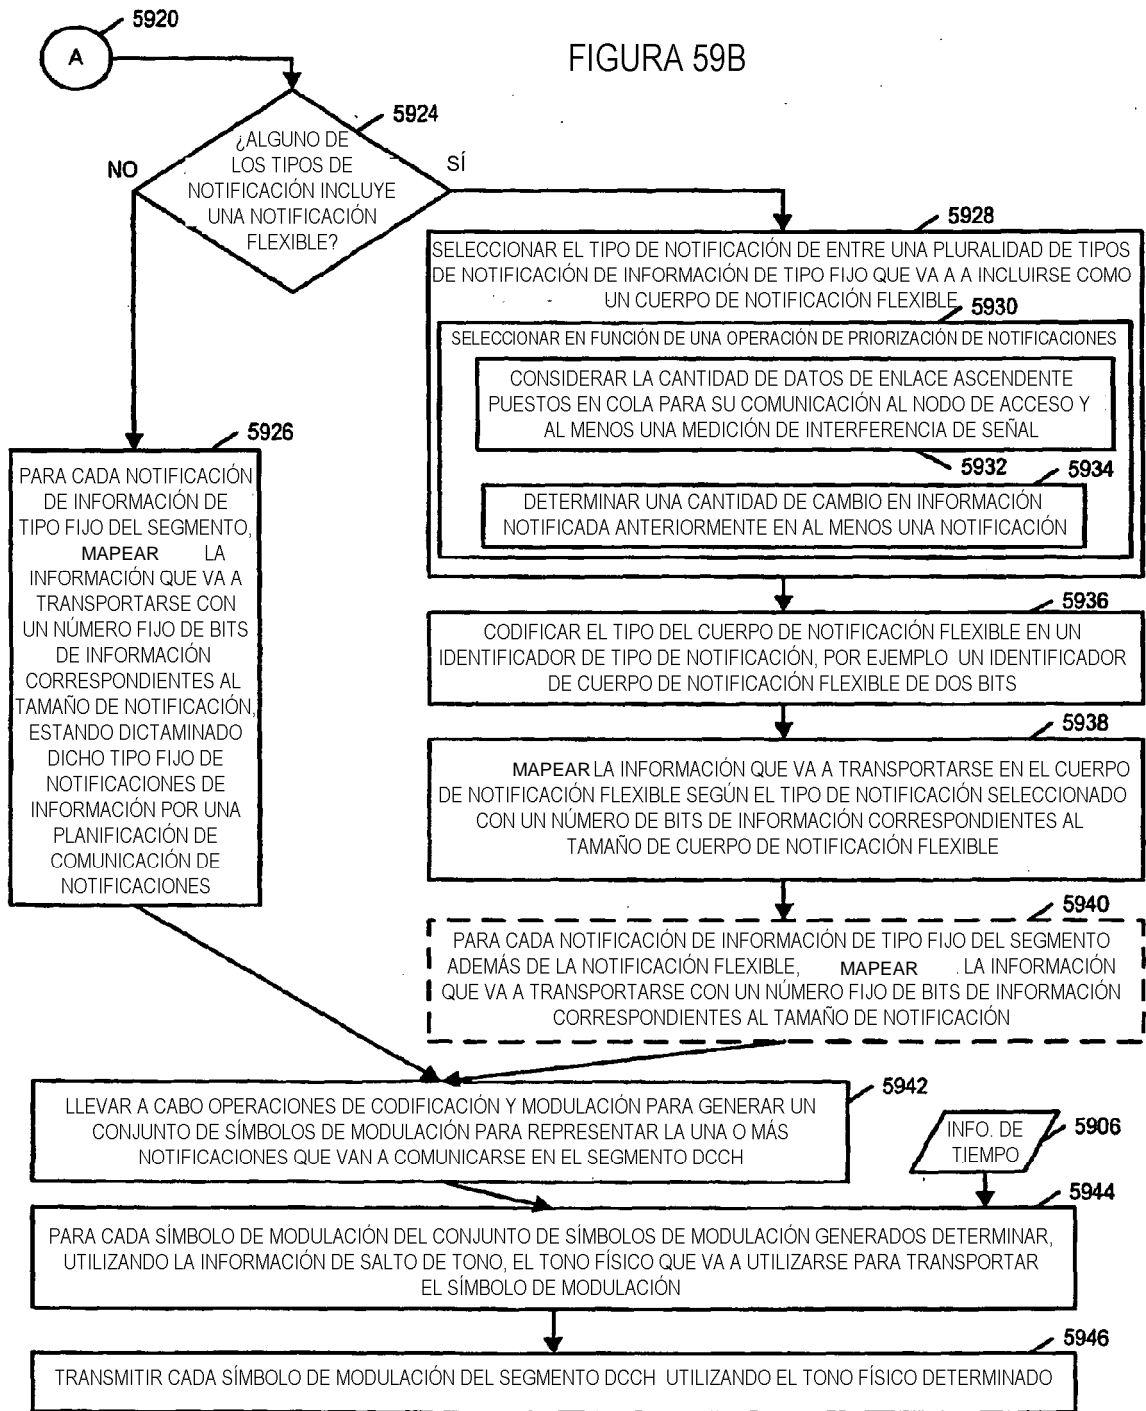 5920
A
FIGURA 59B
5924
¿ALGUNO DE
LOS TIPOS DE
NOTIFICACIÓN INCLUYE
UNA NOTIFICACIÓN
FLEXIBLE?
NO
SÍ
5928
SELECCIONAR EL TIPO DE NOTIFICACIÓN DE ENTRE UNA PLURALIDAD DE TIPOS
DE NOTIFICACIÓN DE INFORMACIÓN DE TIPO FIJO QUE VA A A INCLUIRSE COMO
UN CUERPO DE NOTIFICACIÓN FLEXIBLE
5930
SELECCIONAR EN FUNCIÓN DE UNA OPERACIÓN DE PRIORIZACIÓN DE NOTIFICACIONES
CONSIDERAR LA CANTIDAD DE DATOS DE ENLACE ASCENDENTE
PUESTOS EN COLA PARA SU COMUNICACIÓN AL NODO DE ACCESO Y
AL MENOS UNA MEDICIÓN DE INTERFERENCIA DE SEÑAL
5932
5934
DETERMINAR UNA CANTIDAD DE CAMBIO EN INFORMACIÓN
NOTIFICADA ANTERIORMENTE EN AL MENOS UNA NOTIFICACIÓN
5926
PARA CADA NOTIFICACIÓN
DE INFORMACIÓN DE
TIPO FIJO DEL SEGMENTO,
MAPEAR LA
INFORMACIÓN QUE VA A
TRANSPORTARSE CON
UN NÚMERO FIJO DE BITS
DE INFORMACIÓN
CORRESPONDIENTES AL
TAMAÑO DE NOTIFICACIÓN,
ESTANDO DICTAMINADO
DICHO TIPO FIJO DE
NOTIFICACIONES DE
INFORMACIÓN POR UNA
PLANIFICACIÓN DE
COMUNICACIÓN DE
NOTIFICACIONES
5936
CODIFICAR EL TIPO DEL CUERPO DE NOTIFICACIÓN FLEXIBLE EN UN
IDENTIFICADOR DE TIPO DE NOTIFICACIÓN, POR EJEMPLO UN IDENTIFICADOR
DE CUERPO DE NOTIFICACIÓN FLEXIBLE DE DOS BITS
5938
MAPEAR LA INFORMACIÓN QUE VA A TRANSPORTARSE EN EL CUERPO
DE NOTIFICACIÓN FLEXIBLE SEGÚN EL TIPO DE NOTIFICACIÓN SELECCIONADO
CON UN NÚMERO DE BITS DE INFORMACIÓN CORRESPONDIENTES AL
TAMAÑO DE CUERPO DE NOTIFICACIÓN FLEXIBLE
5940
PARA CADA NOTIFICACIÓN DE INFORMACIÓN DE TIPO FIJO DEL SEGMENTO
ADEMÁS DE LA NOTIFICACIÓN FLEXIBLE, MAPEAR LA INFORMACIÓN
QUE VA A TRANSPORTARSE CON UN NÚMERO FIJO DE BITS DE INFORMACIÓN
CORRESPONDIENTES AL TAMAÑO DE NOTIFICACIÓN
5942
LLEVAR A CABO OPERACIONES DE CODIFICACIÓN Y MODULACIÓN PARA GENERAR UN
CONJUNTO DE SÍMBOLOS DE MODULACIÓN PARA REPRESENTAR LA UNA O MÁS
NOTIFICACIONES QUE VAN A COMUNICARSE EN EL SEGMENTO DCCH
INFO. DE
TIEMPO
5906
5944
PARA CADA SÍMBOLO DE MODULACIÓN DEL CONJUNTO DE SÍMBOLOS DE MODULACIÓN GENERADOS DETERMINAR,
UTILIZANDO LA INFORMACIÓN DE SALTO DE TONO, EL TONO FÍSICO QUE VA A UTILIZARSE PARA TRANSPORTAR
EL SÍMBOLO DE MODULACIÓN
5946
TRANSMITIR CADA SÍMBOLO DE MODULACIÓN DEL SEGMENTO DCCH UTILIZANDO EL TONO FÍSICO DETERMINADO